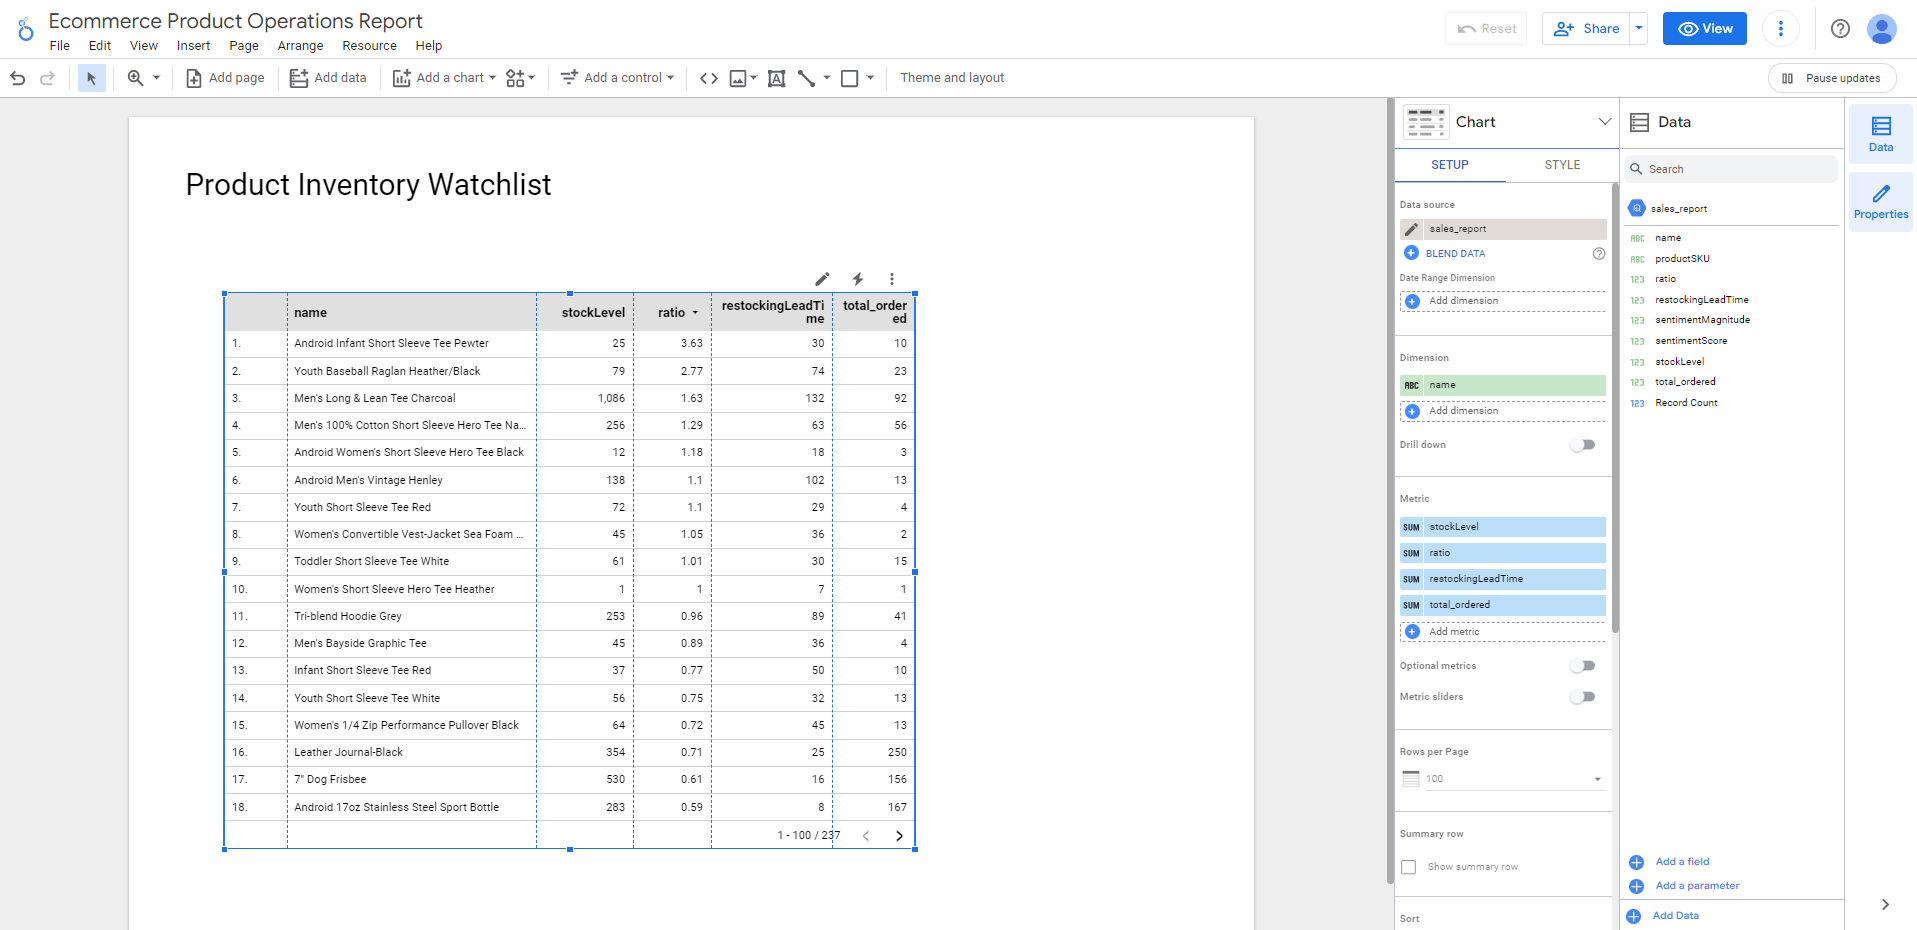 Ecommerce Product Operations Report
File Edit View Insert Page Arrange Resource Help
Reset Share View
Add page Add data Add a chart Add a control Theme and layout Pause updates
Product Inventory Watchlist
name stockLevel ratio restockingLeadTi total_order
me ed
1. Android Infant Short Sleeve Tee Pewter 25 3.63 30 10
2. Youth Baseball Raglan Heather/Black 79 2.77 74 23
3. Men's Long & Lean Tee Charcoal 1,086 1.63 132 92
4. Men's 100% Cotton Short Sleeve Hero Tee Na... 256 1.29 63 56
5. Android Women's Short Sleeve Hero Tee Black 12 1.18 18 3
6. Android Men's Vintage Henley 138 1.1 102 13
7. Youth Short Sleeve Tee Red 72 1.1 29 4
8. Women's Convertible Vest-Jacket Sea Foam ... 45 1.05 36 2
9. Toddler Short Sleeve Tee White 61 1.01 30 15
10. Women's Short Sleeve Hero Tee Heather 1 1 7 1
11. Tri-blend Hoodie Grey 253 0.96 89 41
12. Men's Bayside Graphic Tee 45 0.89 36 4
13. Infant Short Sleeve Tee Red 37 0.77 50 10
14. Youth Short Sleeve Tee White 56 0.75 32 13
15. Women's 1/4 Zip Performance Pullover Black 64 0.72 45 13
16. Leather Journal-Black 354 0.71 25 250
17. 7" Dog Frisbee 530 0.61 16 156
18. Android 17oz Stainless Steel Sport Bottle 283 0.59 8 167
1 - 100 / 237
Chart
SETUP STYLE
Data source
sales_report
BLEND DATA
Date Range Dimension
Add dimension
Dimension
ABC name
Add dimension
Drill down
Metric
SUM stockLevel
SUM ratio
SUM restockingLeadTime
SUM total_ordered
Add metric
Optional metrics
Metric sliders
Rows per Page
100
Summary row
Show summary row
Sort
Data
Search
sales_report
ABC name
ABC productSKU
123 ratio
123 restockingLeadTime
123 sentimentMagnitude
123 sentimentScore
123 stockLevel
123 total_ordered
123 Record Count
Add a field
Add a parameter
Add Data
Data
Properties